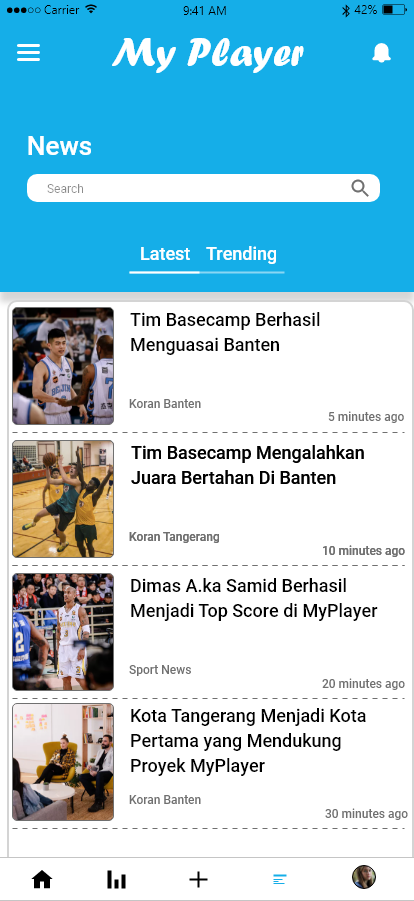 Carrier 9:41 AM 42%
My Player
News
Search
Latest Trending
Tim Basecamp Berhasil
Menguasai Banten
Koran Banten
5 minutes ago
Tim Basecamp Mengalahkan
Juara Bertahan Di Banten
Koran Tangerang
10 minutes ago
Dimas A.ka Samid Berhasil
Menjadi Top Score di MyPlayer
Sport News
20 minutes ago
Kota Tangerang Menjadi Kota
Pertama yang Mendukung
Proyek MyPlayer
Koran Banten
30 minutes ago